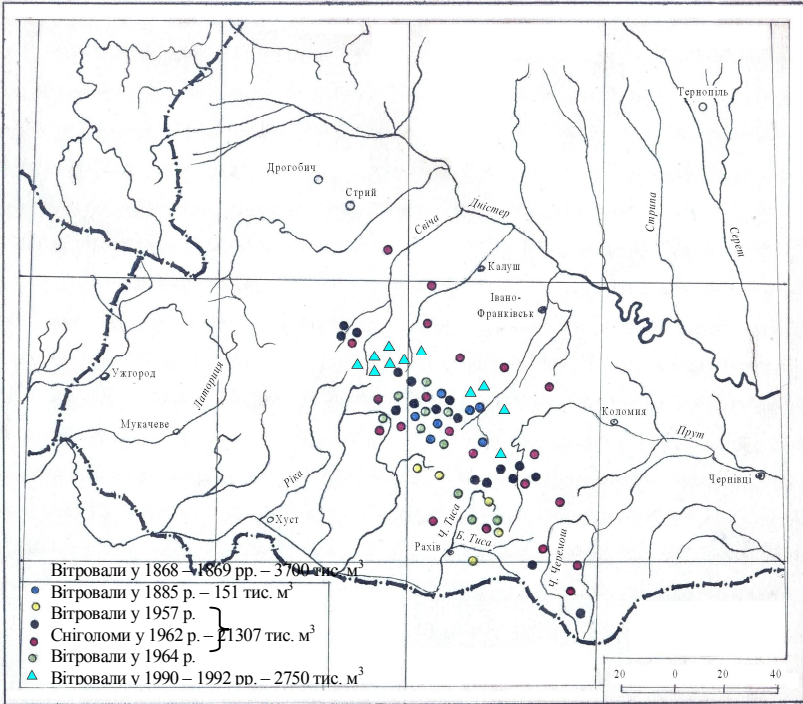 Тернопіль
Дрогобич
Стрий
Свіча
Дністер
Стрипа
Серет
Калуш
Івано-
Франківськ
Ужгород
Латориця
Мукачеве
Коломия
Прут
Чернівці
Ріка
Хуст
Ч. Тиса
Б. Тиса
Рахів
Ч. Черемош
Вітровали у 1868 – 1869 рр. – 3700 тис. м³
Вітровали у 1885 р. – 151 тис. м³
Вітровали у 1957 р.
Сніголоми у 1962 р. – 21307 тис. м³
Вітровали у 1964 р.
Вітровали у 1990 – 1992 рр. – 2750 тис. м³
20 0 20 40